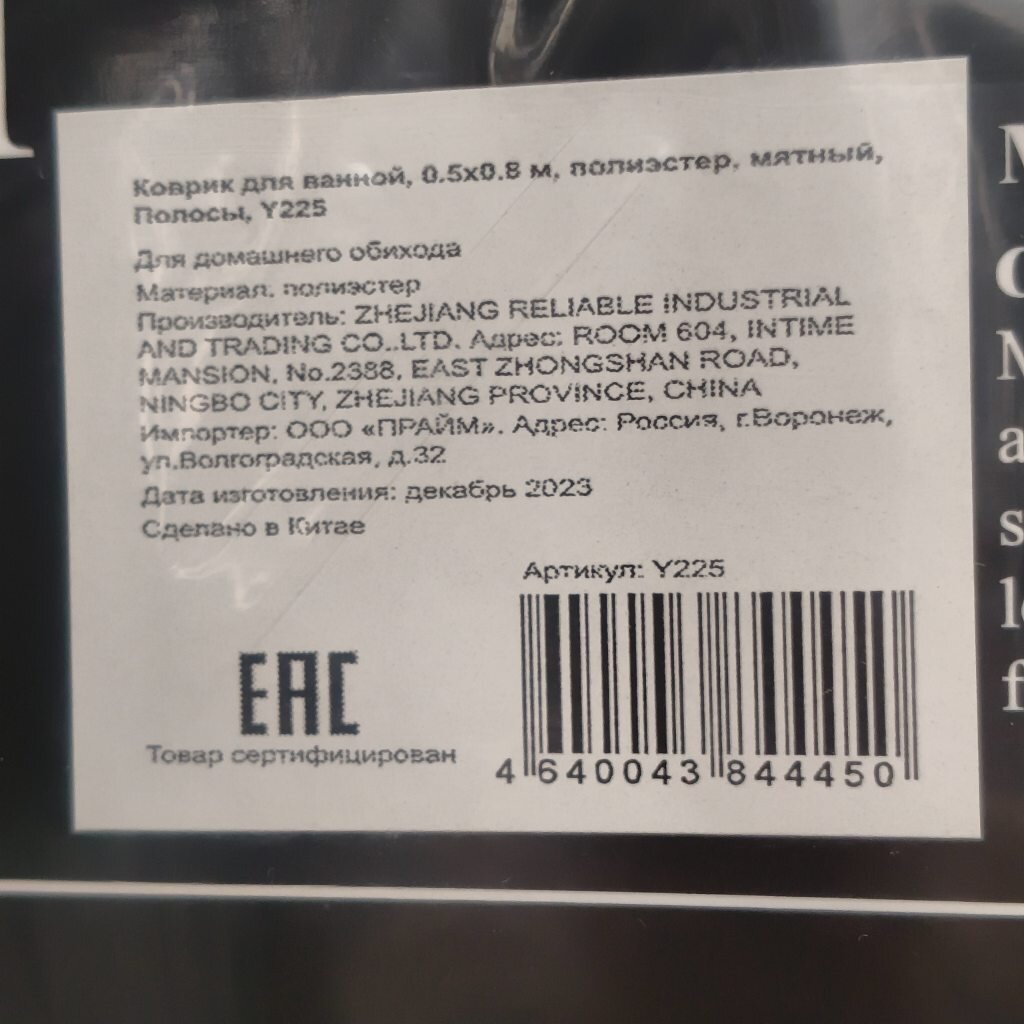 Коврик для ванной, 0.5х0.8 м, полиэстер, мятный,
Полосы, Y225
Для домашнего обихода
Материал: полиэстер
Производитель: ZHEJIANG RELIABLE INDUSTRIAL
AND TRADING CO.,LTD. Адрес: ROOM 604, INTIME
MANSION, No.2388, EAST ZHONGSHAN ROAD,
NINGBO CITY, ZHEJIANG PROVINCE, CHINA
Импортер: ООО «ПРАЙМ». Адрес: Россия, г.Воронеж,
ул.Волгоградская, д.32
Дата изготовления: декабрь 2023
Сделано в Китае
Артикул: Y225
EAC
Товар сертифицирован
4 640043 844450